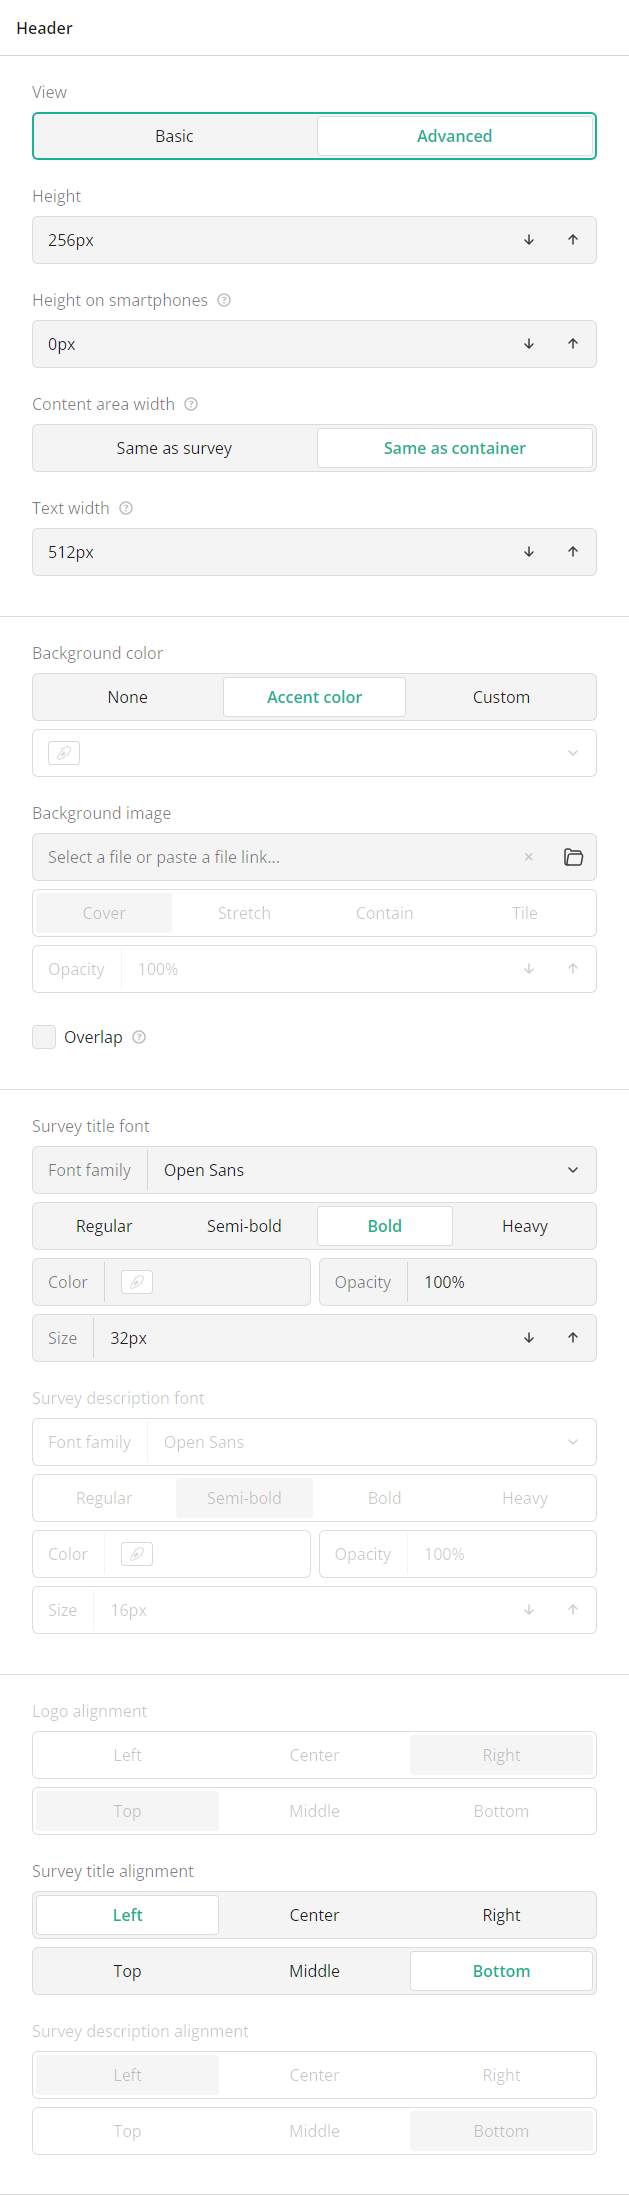 Header
View
Basic Advanced
Height
256px
Height on smartphones ?
0px
Content area width ?
Same as survey Same as container
Text width ?
512px
Background color
None Accent color Custom
Background image
Select a file or paste a file link...
Cover Stretch Contain Tile
Opacity 100%
Overlap ?
Survey title font
Font family Open Sans
Regular Semi-bold Bold Heavy
Color Opacity 100%
Size 32px
Survey description font
Font family Open Sans
Regular Semi-bold Bold Heavy
Color Opacity 100%
Size 16px
Logo alignment
Left Center Right
Top Middle Bottom
Survey title alignment
Left Center Right
Top Middle Bottom
Survey description alignment
Left Center Right
Top Middle Bottom